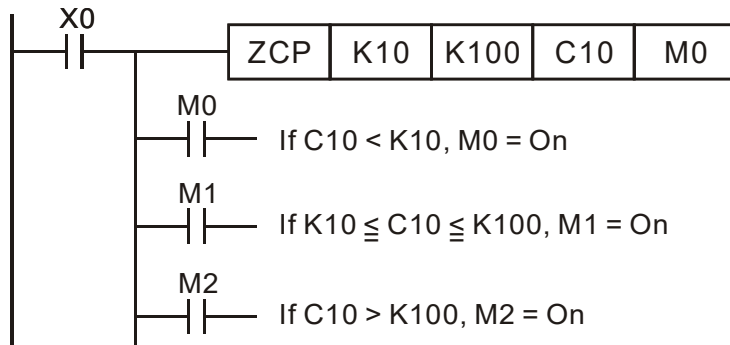 X0
ZCP K10 K100 C10 M0
M0
If C10 < K10, M0 = On
M1
If K10 ≦ C10 ≦ K100, M1 = On
M2
If C10 > K100, M2 = On